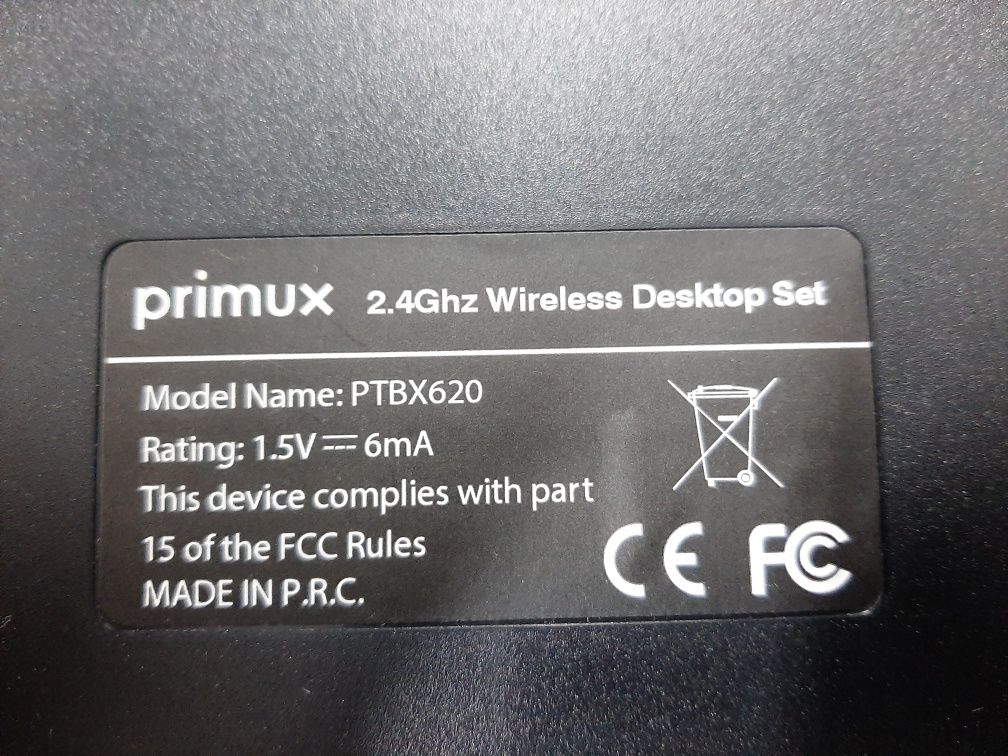 primux 2.4Ghz Wireless Desktop Set
Model Name: PTBX620
Rating: 1.5V ⎓ 6mA
This device complies with part
15 of the FCC Rules
MADE IN P.R.C.
CE FC